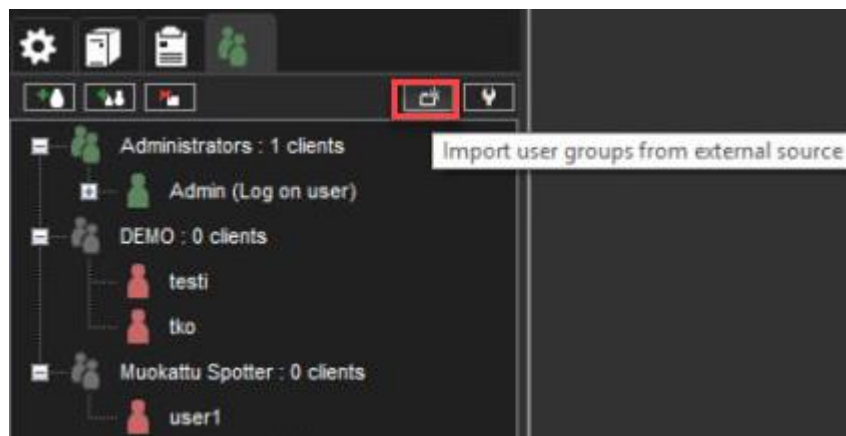 Administrators : 1 clients
Import user groups from external source
Admin (Log on user)
DEMO : 0 clients
testi
tko
Muokattu Spotter : 0 clients
user1